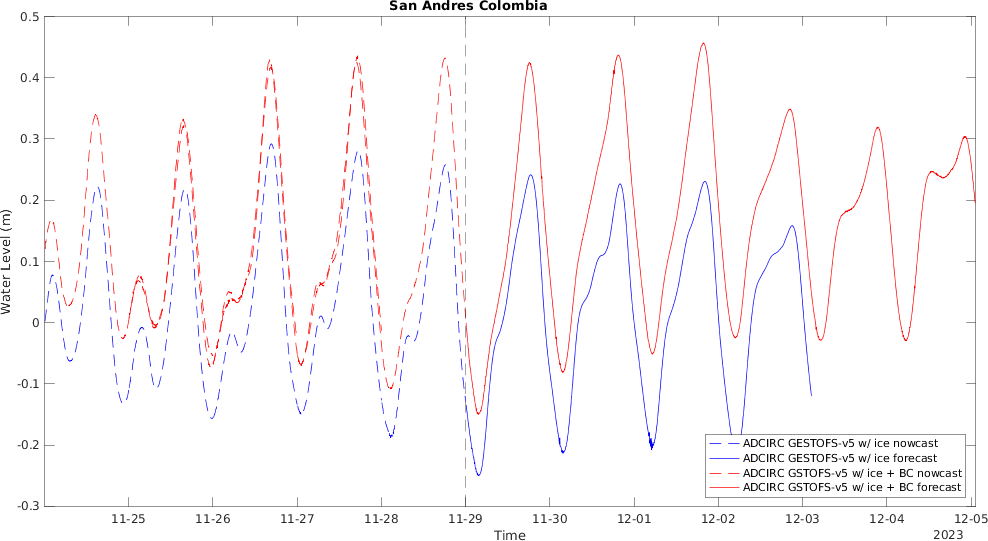 San Andres Colombia
0.5
0.4
0.3
0.2
0.1
0
-0.1
-0.2
-0.3
Water Level (m)
ADCIRC GESTOFS-v5 w/ ice nowcast
ADCIRC GESTOFS-v5 w/ ice forecast
ADCIRC GSTOFS-v5 w/ ice + BC nowcast
ADCIRC GSTOFS-v5 w/ ice + BC forecast
11-25 11-26 11-27 11-28 11-29 11-30 12-01 12-02 12-03 12-04 12-05
Time
2023